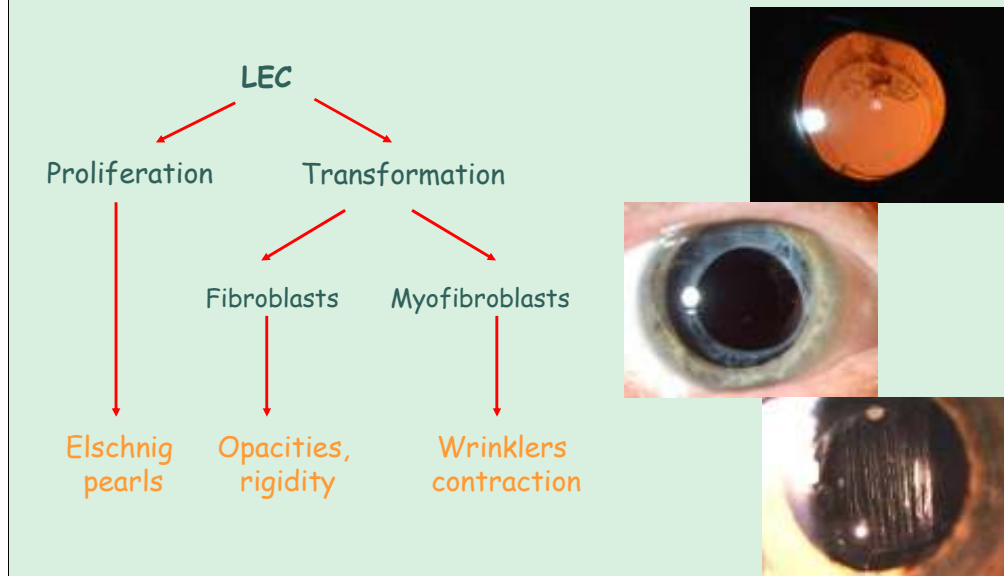 LEC
Proliferation
Transformation
Fibroblasts
Myofibroblasts
Elschnig
pearls
Opacities,
rigidity
Wrinklers
contraction